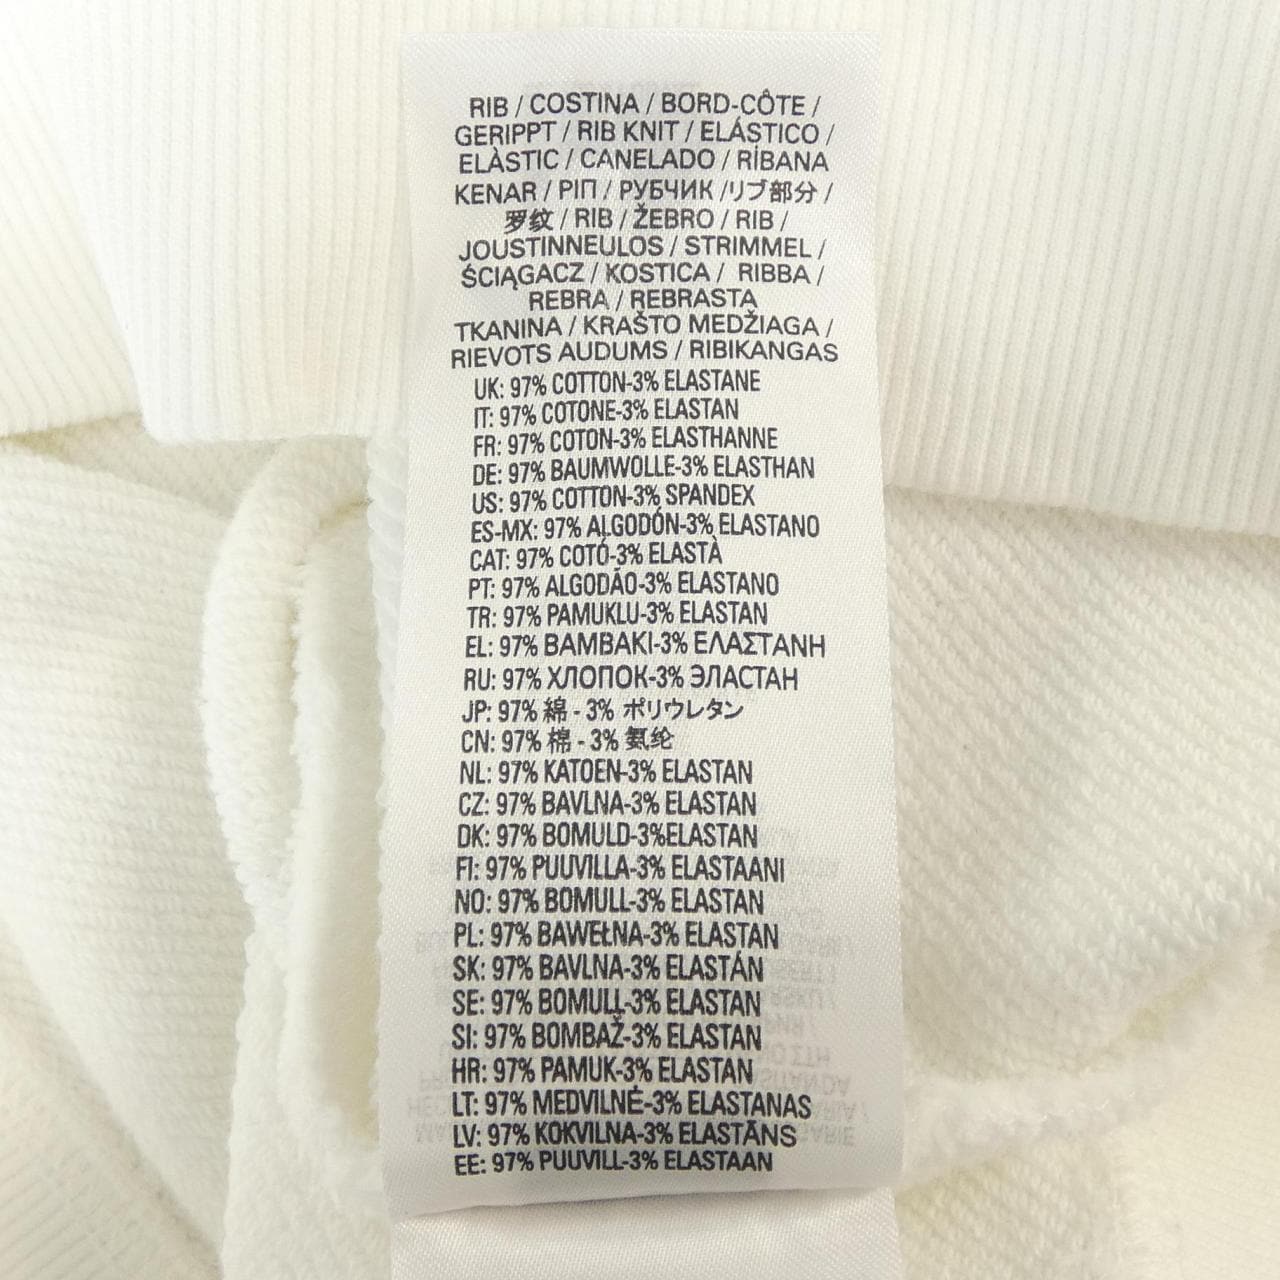 RIB / COSTINA / BORD-CÔTE /
GERIPPT / RIB KNIT / ELÁSTICO /
ELÀSTIC / CANELADO / RİBANA
KENAR / ΡΙΠ / РУБЧИК /リブ部分 /
罗纹 / RIB / ŽEBRO / RIB /
JOUSTINNEULOS / STRIMMEL /
ŚCIĄGACZ / KOSTICA / RIBBA /
REBRA / REBRASTA
TKANINA / KRAŠTO MEDŽIAGA /
RIEVOTS AUDUMS / RIBIKANGAS
UK: 97% COTTON-3% ELASTANE
IT: 97% COTONE-3% ELASTAN
FR: 97% COTON-3% ELASTHANNE
DE: 97% BAUMWOLLE-3% ELASTHAN
US: 97% COTTON-3% SPANDEX
ES-MX: 97% ALGODÓN-3% ELASTANO
CAT: 97% COTÓ-3% ELASTÀ
PT: 97% ALGODÃO-3% ELASTANO
TR: 97% PAMUKLU-3% ELASTAN
EL: 97% ΒΑΜΒΑΚΙ-3% ΕΛΑΣΤΑΝΗ
RU: 97% ХЛОПОК-3% ЭЛАСТАН
JP: 97% 綿 - 3% ポリウレタン
CN: 97% 棉 - 3% 氨纶
NL: 97% KATOEN-3% ELASTAN
CZ: 97% BAVLNA-3% ELASTAN
DK: 97% BOMULD-3%ELASTAN
FI: 97% PUUVILLA-3% ELASTAANI
NO: 97% BOMULL-3% ELASTAN
PL: 97% BAWEŁNA-3% ELASTAN
SK: 97% BAVLNA-3% ELASTÁN
SE: 97% BOMULL-3% ELASTAN
SI: 97% BOMBAŽ-3% ELASTAN
HR: 97% PAMUK-3% ELASTAN
LT: 97% MEDVILNĖ-3% ELASTANAS
LV: 97% KOKVILNA-3% ELASTĀNS
EE: 97% PUUVILL-3% ELASTAAN